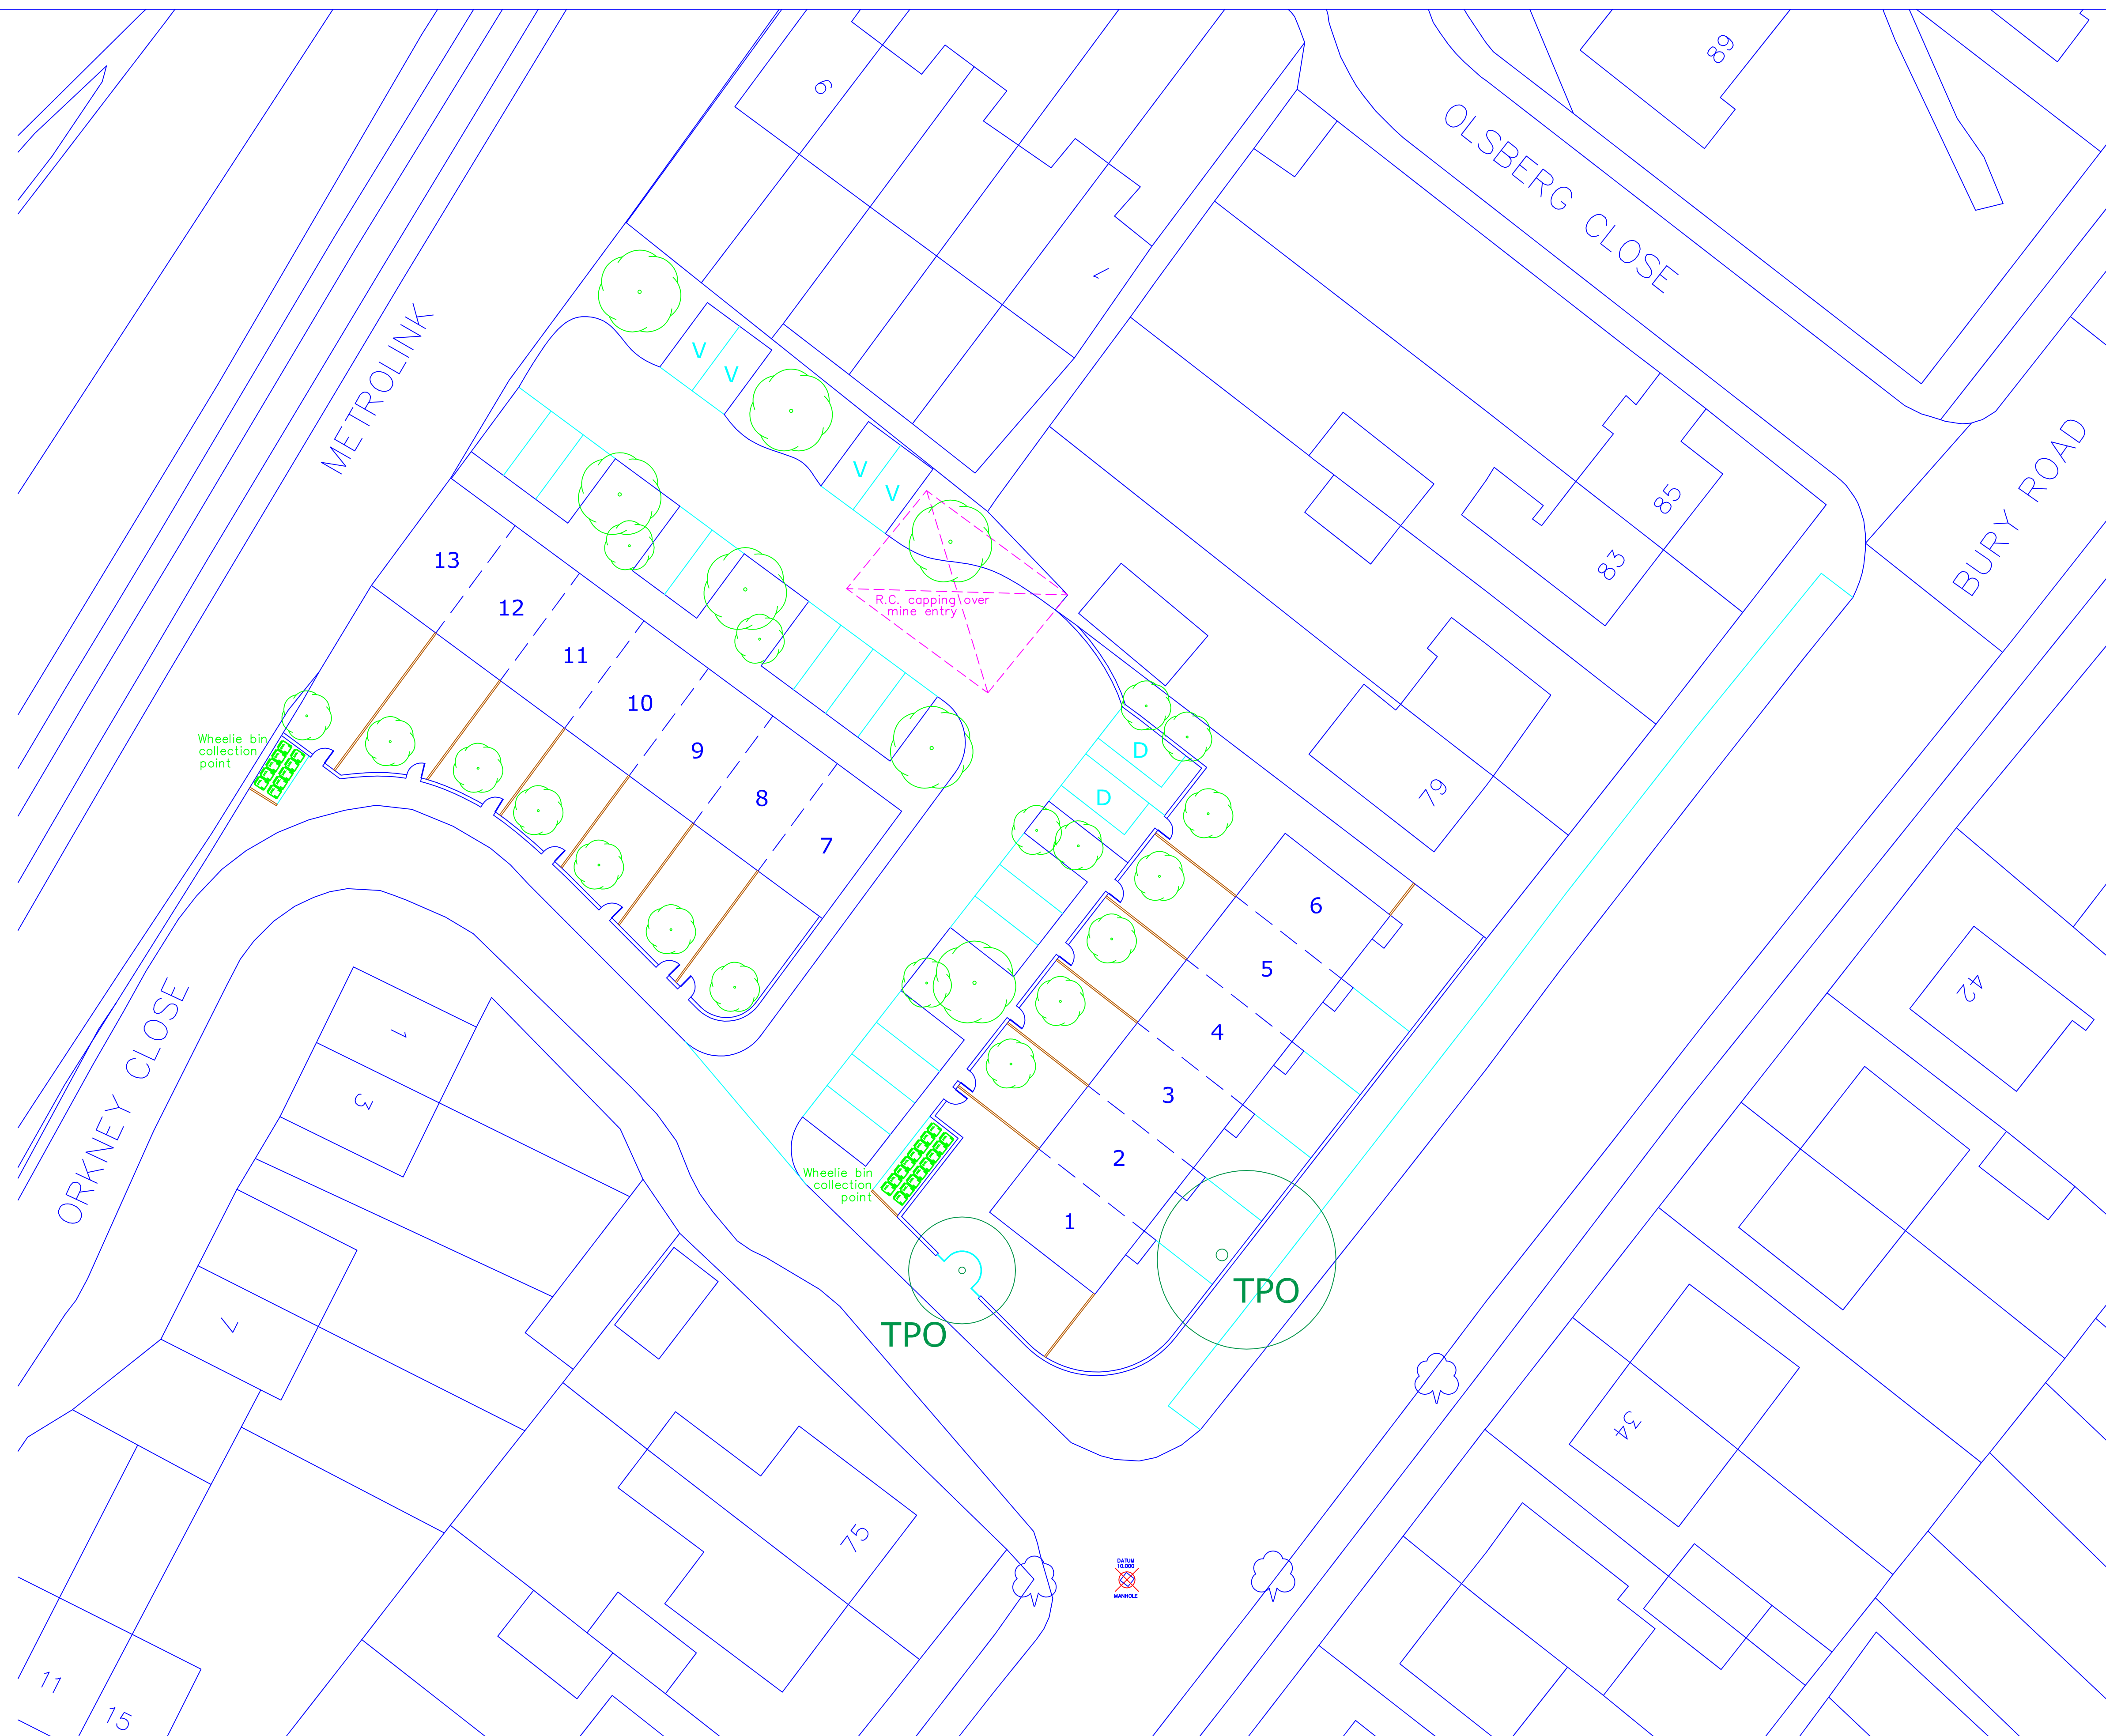 89
9
OLSBERG CLOSE
7
METROLINK
V
V
V
V
BURY ROAD
85
83
13
12
11
10
9
8
7
R.C. capping over
mine entry
Wheelie bin
collection
point
D
D
79
6
5
4
3
2
1
42
1
3
ORKNEY CLOSE
Wheelie bin
collection
point
TPO
TPO
7
34
75
DATUM
10.000
MANHOLE
11
15